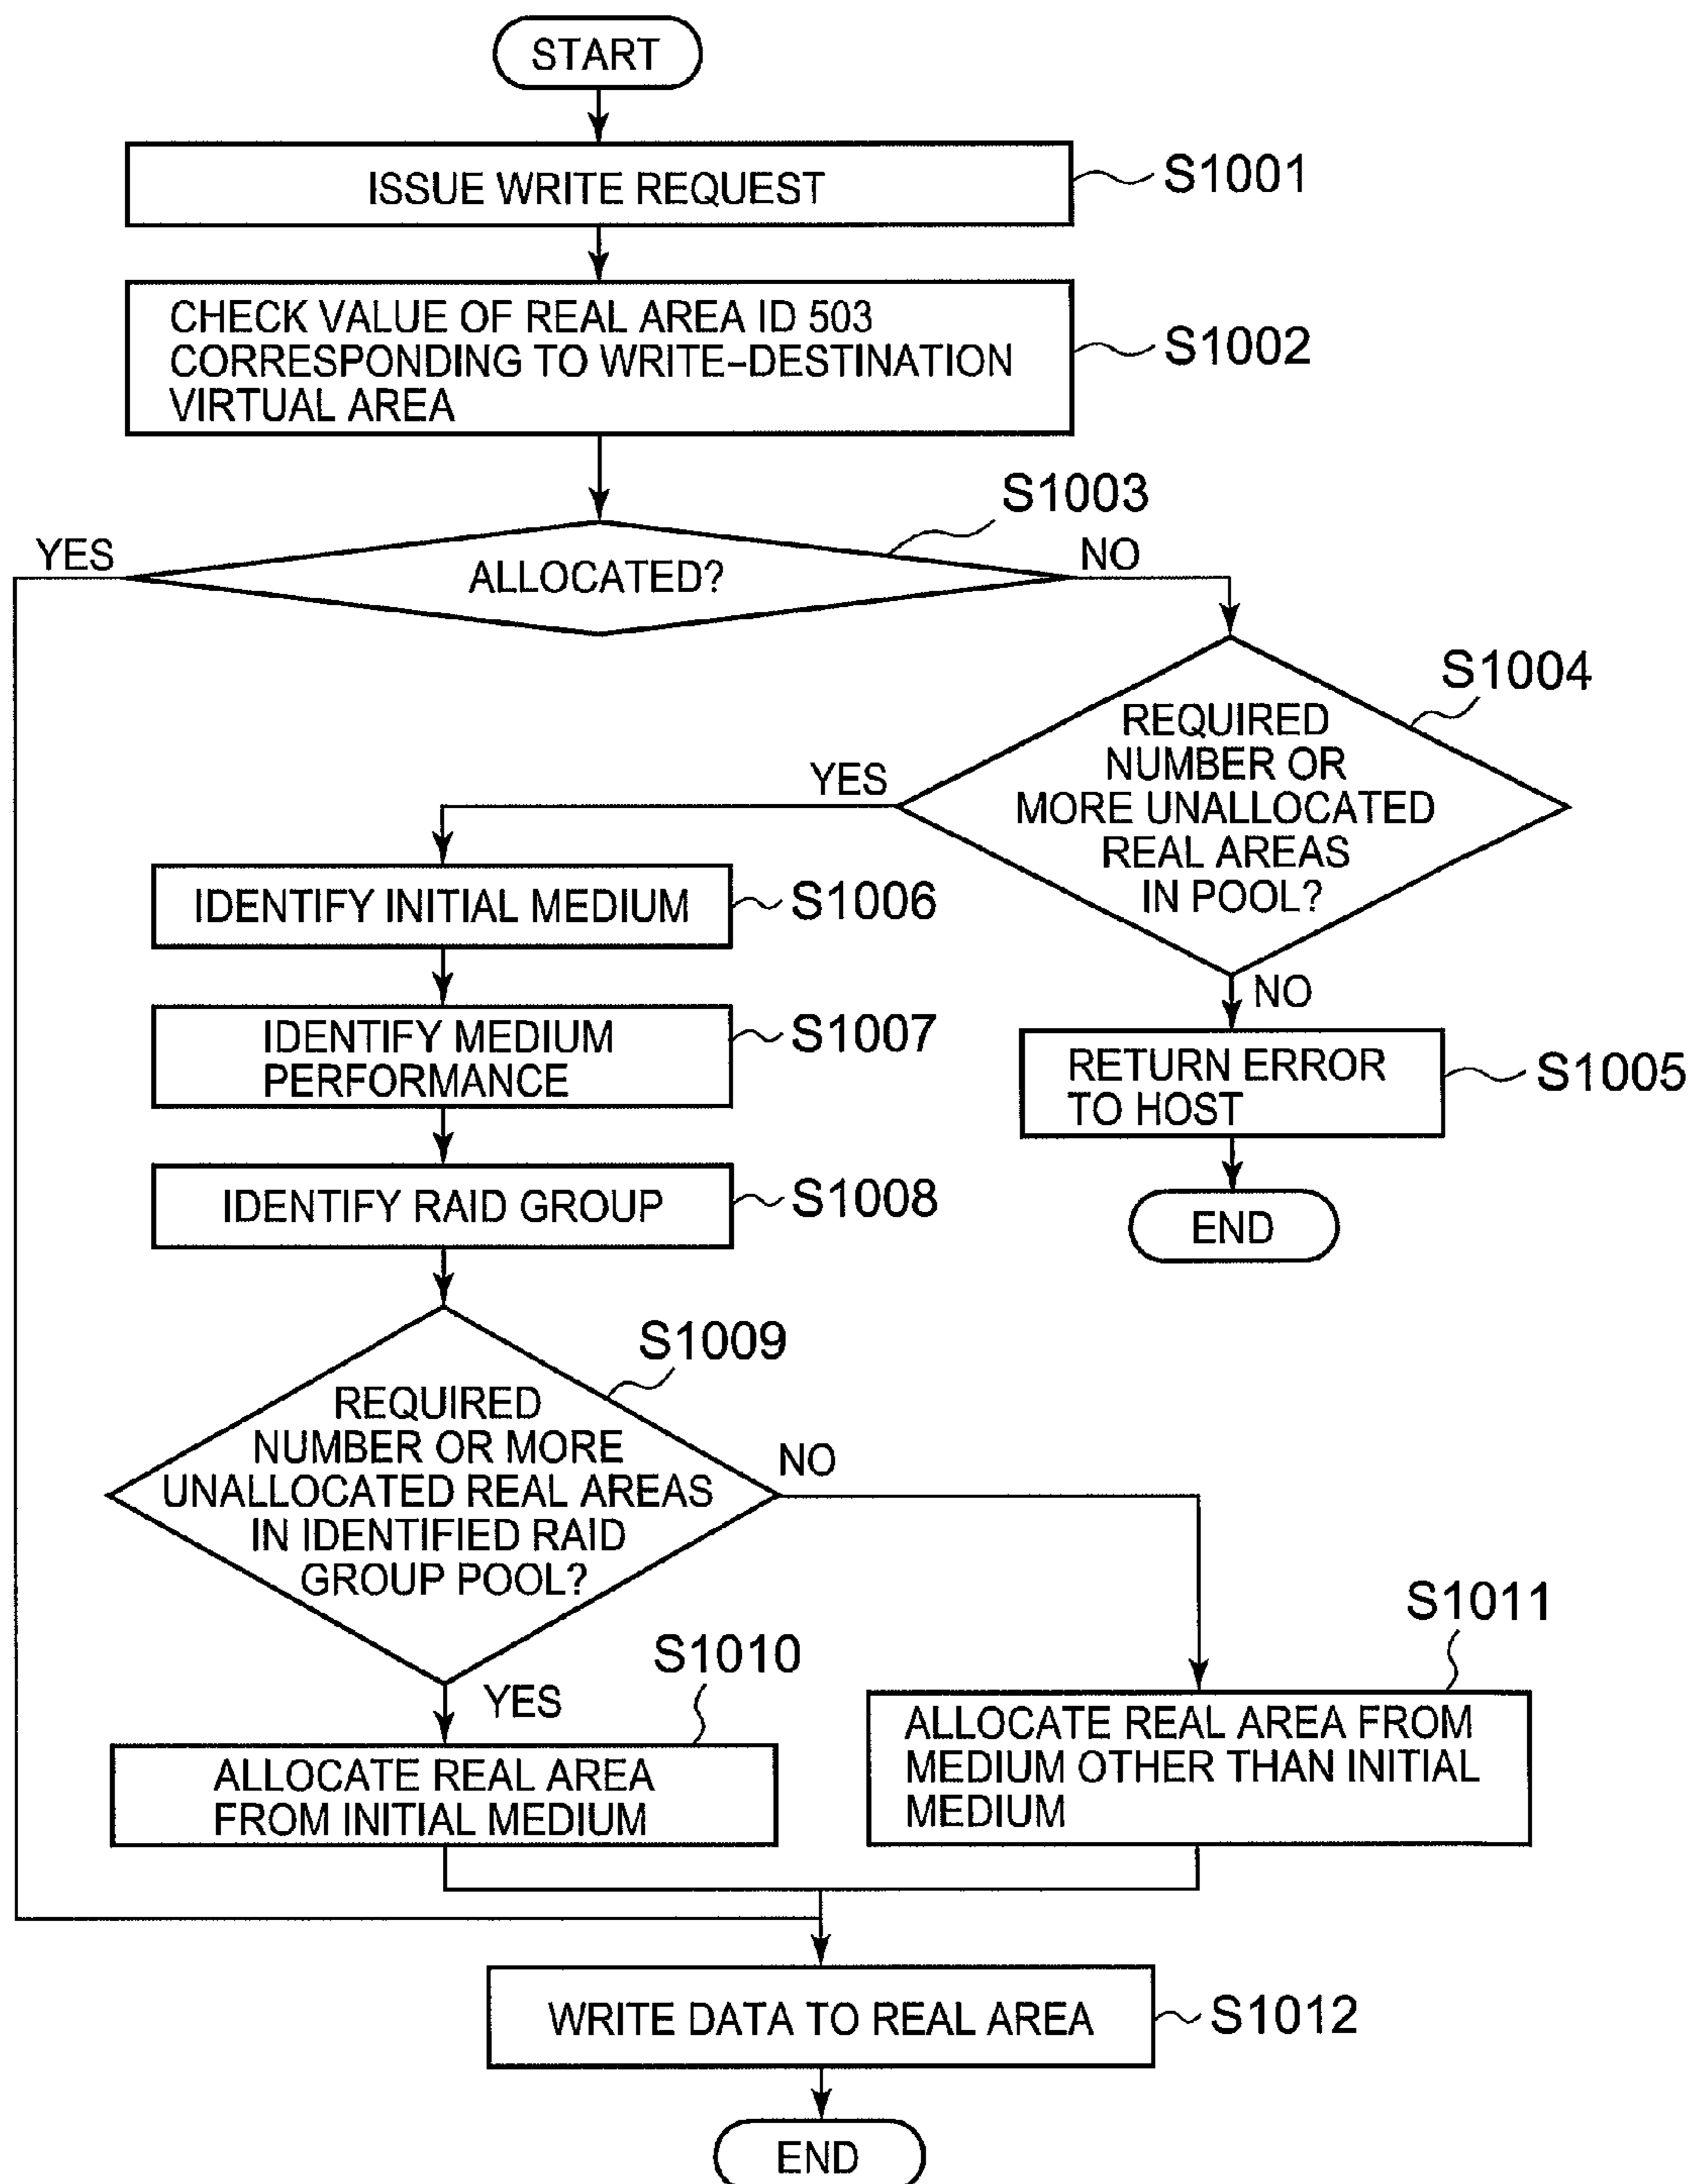 START
ISSUE WRITE REQUEST
S1001
CHECK VALUE OF REAL AREA ID 503
CORRESPONDING TO WRITE-DESTINATION
VIRTUAL AREA
S1002
S1003
YES
ALLOCATED?
NO
S1004
REQUIRED
NUMBER OR
MORE UNALLOCATED
REAL AREAS
IN POOL?
YES
IDENTIFY INITIAL MEDIUM
S1006
NO
IDENTIFY MEDIUM
PERFORMANCE
S1007
RETURN ERROR
TO HOST
S1005
IDENTIFY RAID GROUP
S1008
END
S1009
REQUIRED
NUMBER OR MORE
UNALLOCATED REAL AREAS
IN IDENTIFIED RAID
GROUP POOL?
NO
S1011
S1010
YES
ALLOCATE REAL AREA
FROM INITIAL MEDIUM
ALLOCATE REAL AREA FROM
MEDIUM OTHER THAN INITIAL
MEDIUM
WRITE DATA TO REAL AREA
S1012
END